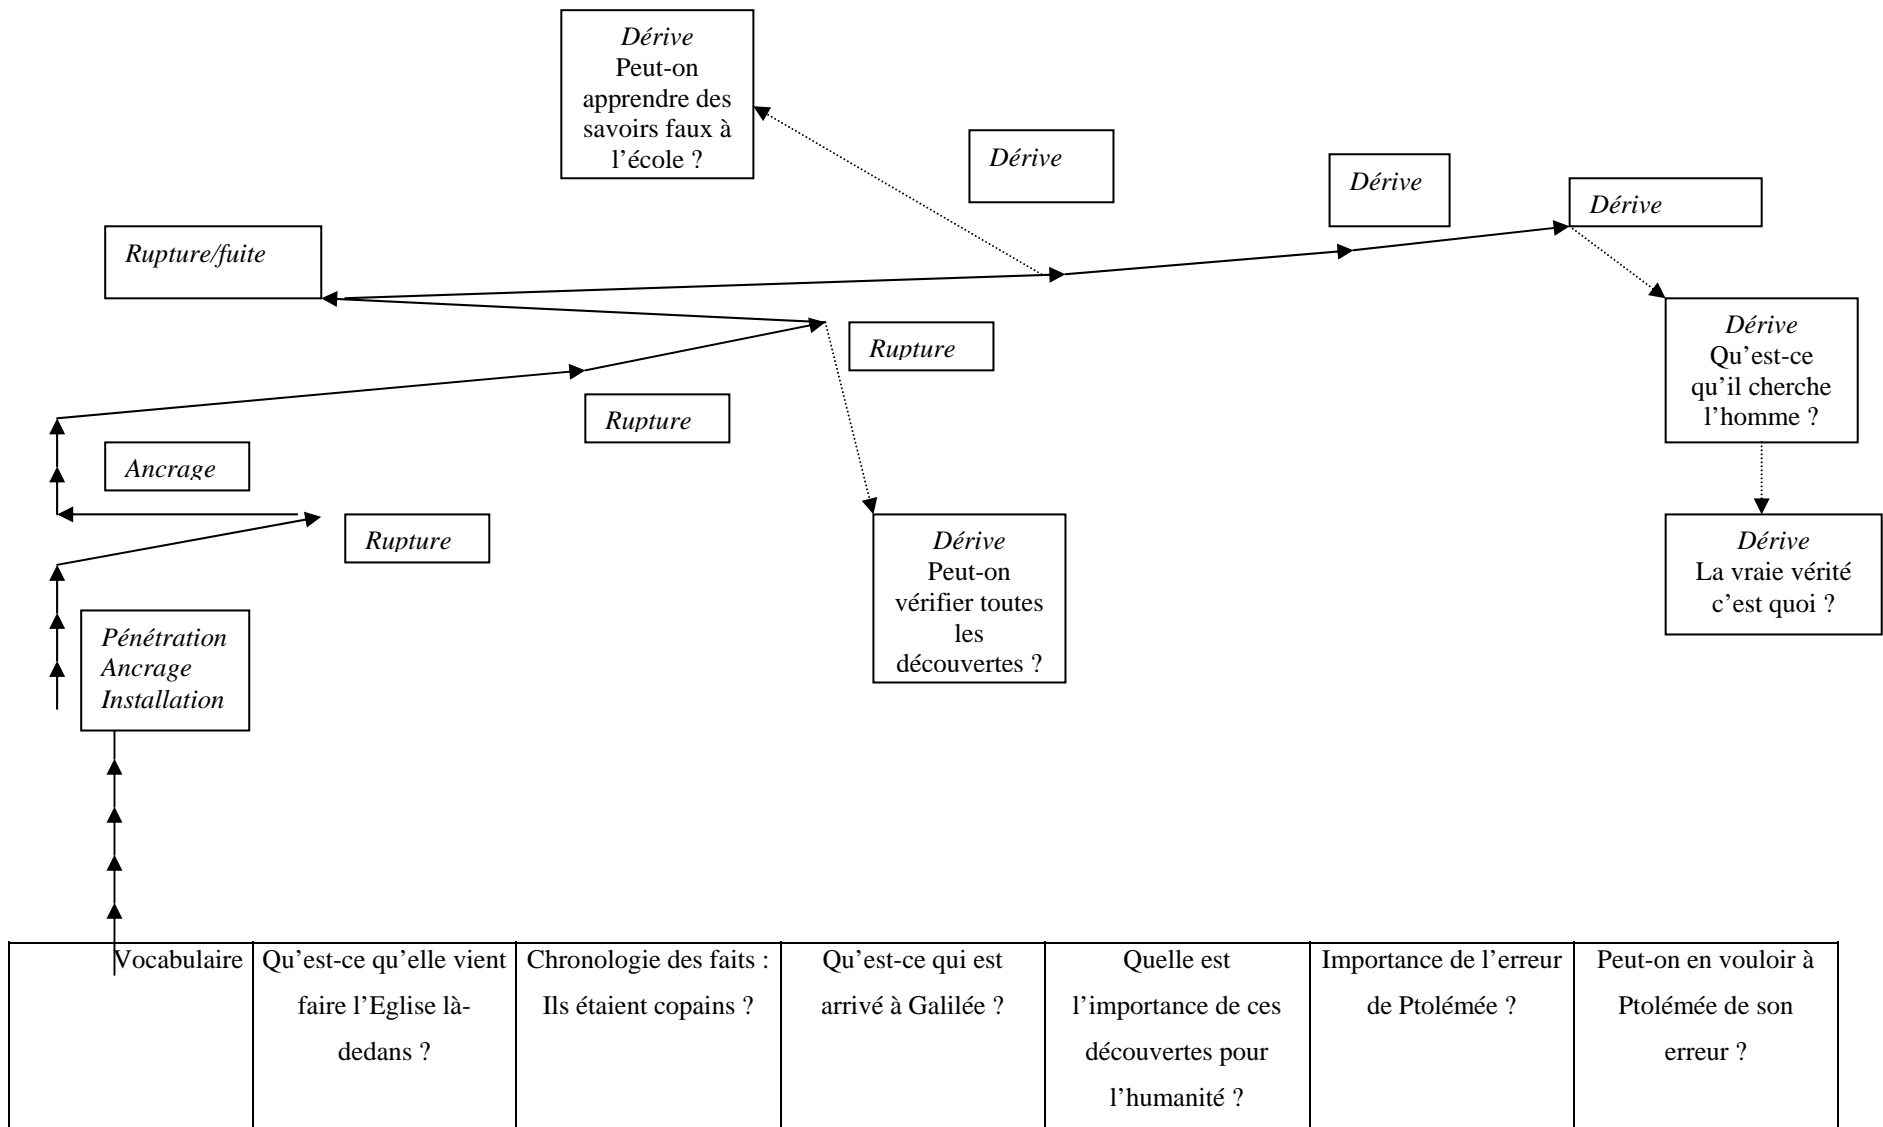 Dérive
Peut-on
apprendre des
savoirs faux à
l’école ?
Dérive
Dérive
Dérive
Rupture/fuite
Dérive
Qu’est-ce
qu’il cherche
l’homme ?
Rupture
Rupture
Ancrage
Rupture
Dérive
Peut-on
vérifier toutes
les
découvertes ?
Dérive
La vraie vérité
c’est quoi ?
Pénétration
Ancrage
Installation
Vocabulaire
Qu’est-ce qu’elle vient
faire l’Eglise là-
dedans ?
Chronologie des faits :
Ils étaient copains ?
Qu’est-ce qui est
arrivé à Galilée ?
Quelle est
l’importance de ces
découvertes pour
l’humanité ?
Importance de l’erreur
de Ptolémée ?
Peut-on en vouloir à
Ptolémée de son
erreur ?